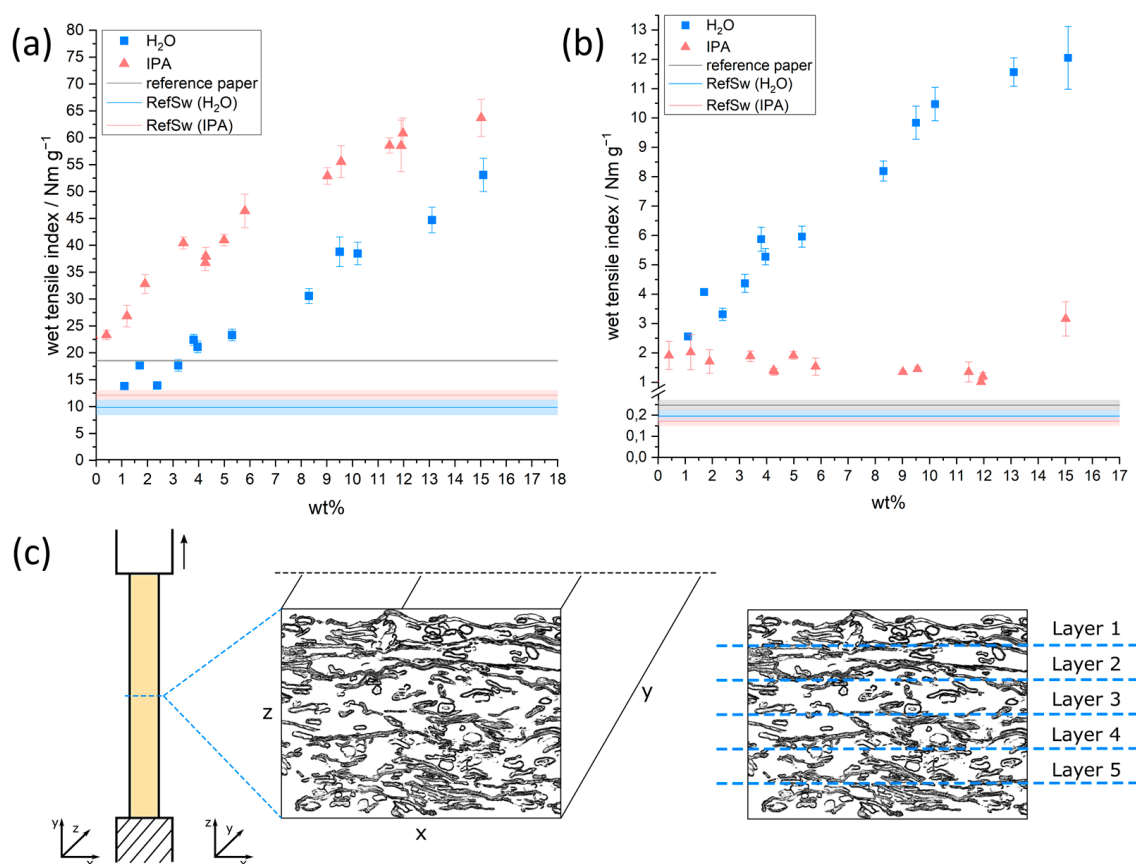 (a)
wet tensile index / Nm g⁻¹
80
75
70
65
60
55
50
45
40
35
30
25
20
15
10
5
0
H₂O
IPA
reference paper
RefSw (H₂O)
RefSw (IPA)
0 1 2 3 4 5 6 7 8 9 10 11 12 13 14 15 16 17 18
wt%
(b)
wet tensile index / Nm g⁻¹
13
12
11
10
9
8
7
6
5
4
3
2
1
0,2
0,1
0,0
H₂O
IPA
reference paper
RefSw (H₂O)
RefSw (IPA)
0 1 2 3 4 5 6 7 8 9 10 11 12 13 14 15 16 17
wt%
(c)
y
z
x
z
y
x
z
x
y
Layer 1
Layer 2
Layer 3
Layer 4
Layer 5